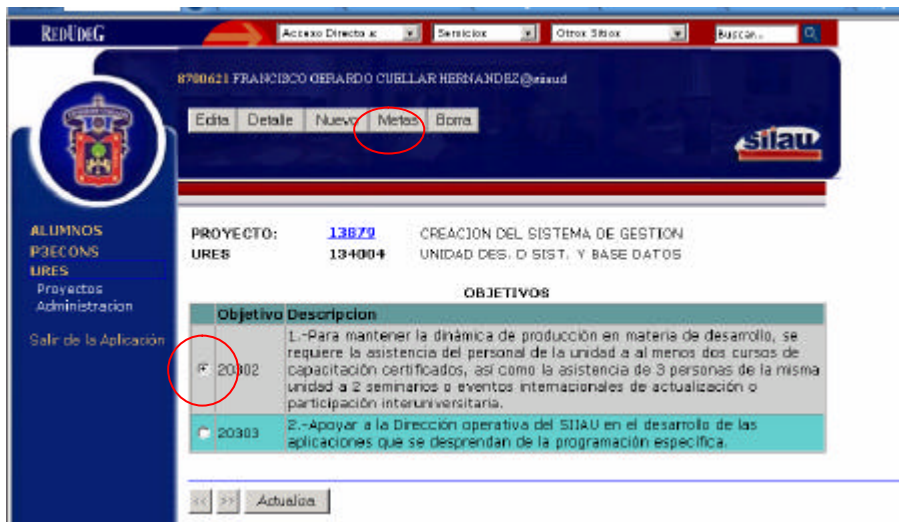 REDUDEG
Acceso Directo a: Servicios Otros Sitios Buscar..
8700621 FRANCISCO GERARDO CUELLAR HERNANDEZ@siiaud
Edita Detalle Nuevo Metas Borra
siiau
ALUMNOS
P3ECONS
URES
Proyectos
Administracion
Salir de la Aplicación
PROYECTO: 13879 CREACION DEL SISTEMA DE GESTION
URES 134004 UNIDAD DES. D SIST. Y BASE DATOS
OBJETIVOS
Objetivo Descripcion
1.-Para mantener la dinámica de producción en materia de desarrollo, se
requiere la asistencia del personal de la unidad a al menos dos cursos de
20302 capacitación certificados, así como la asistencia de 3 personas de la misma
unidad a 2 seminarios o eventos internacionales de actualización o
participación interuniversitaria.
20303 2.-Apoyar a la Dirección operativa del SIIAU en el desarrollo de las
aplicaciones que se desprendan de la programación específica.
<< >> Actualiza